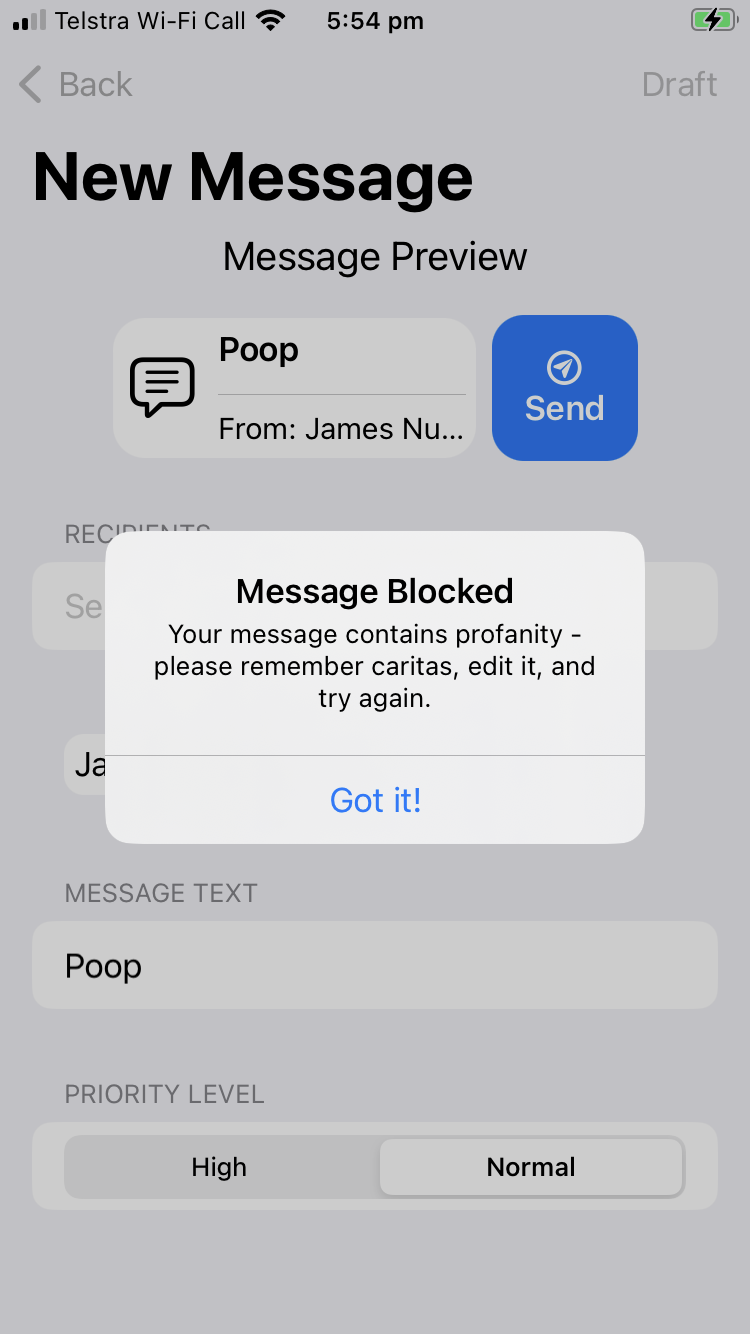 Telstra Wi-Fi Call 5:54 pm
Back Draft
New Message
Message Preview
Poop
From: James Nu...
Send
RECIPIENTS
Se
Message Blocked
Your message contains profanity -
please remember caritas, edit it, and
try again.
Ja
Got it!
MESSAGE TEXT
Poop
PRIORITY LEVEL
High Normal